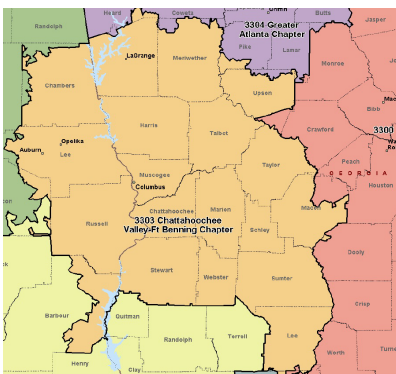 Heard
Coweta
Griffin
Butts
Jasper
Randolph
3304 Greater
Atlanta Chapter
Pike
Lamar
LaGrange
Meriwether
Monroe
Chambers
Upson
Bibb
Harris
Talbot
Crawford
3300
Opelika
Auburn
Lee
Taylor
Peach
Muscogee
GEORGIA
Columbus
Houston
Chattahoochee
Marion
Macon
3303 Chattahoochee
Valley-Ft Benning Chapter
Russell
Schley
Dooly
Stewart
Webster
Sumter
Crisp
Barbour
Quitman
Randolph
Terrell
Lee
Worth
Henry
Clay